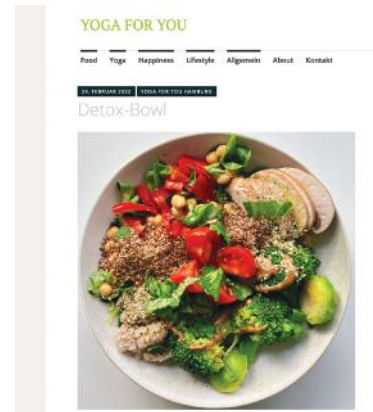 YOGA FOR YOU
Food Yoga Happiness Lifestyle Allgemein About Kontakt
24. FEBRUAR 2022 YOGA FOR YOU HAMBURG
Detox-Bowl